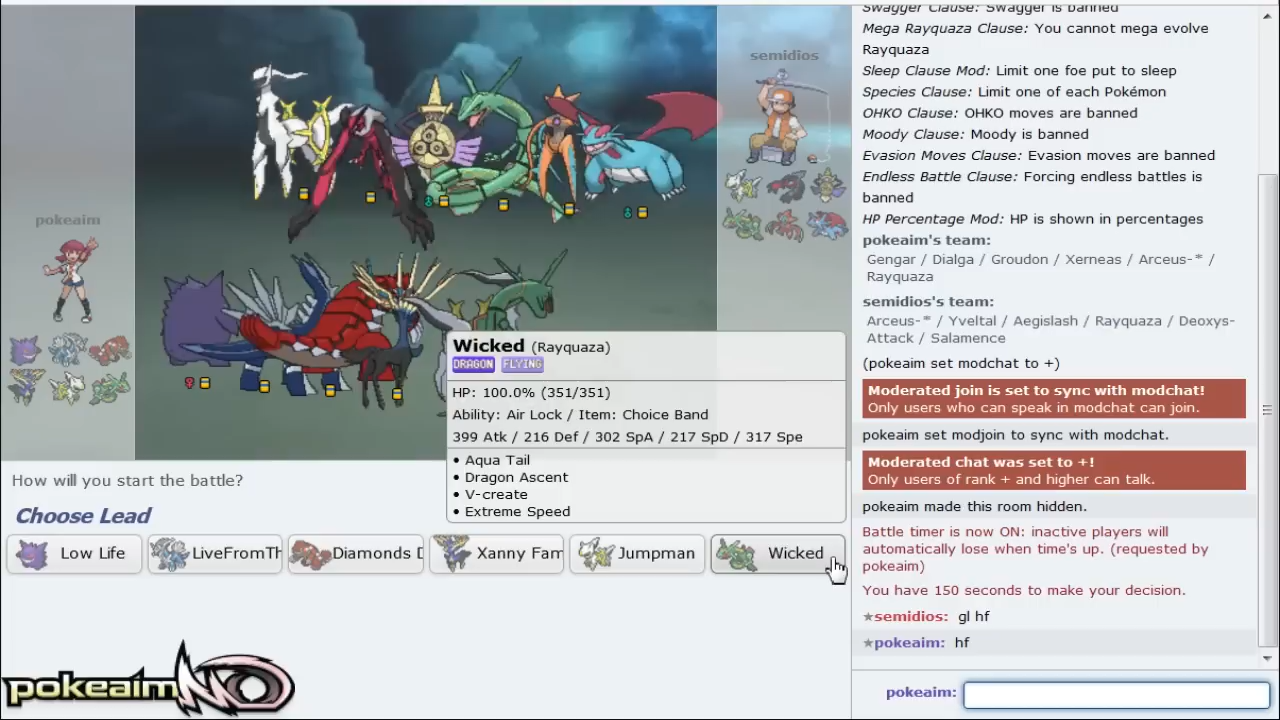 semidios
pokeaim
Wicked (Rayquaza)
DRAGON FLYING
HP: 100.0% (351/351)
Ability: Air Lock / Item: Choice Band
399 Atk / 216 Def / 302 SpA / 217 SpD / 317 Spe
• Aqua Tail
• Dragon Ascent
• V-create
• Extreme Speed
How will you start the battle?
Choose Lead
Low Life
LiveFromTh
Diamonds D
Xanny Fam
Jumpman
Wicked
pokeaimMD
Swagger Clause: Swagger is banned
Mega Rayquaza Clause: You cannot mega evolve
Rayquaza
Sleep Clause Mod: Limit one foe put to sleep
Species Clause: Limit one of each Pokémon
OHKO Clause: OHKO moves are banned
Moody Clause: Moody is banned
Evasion Moves Clause: Evasion moves are banned
Endless Battle Clause: Forcing endless battles is
banned
HP Percentage Mod: HP is shown in percentages
pokeaim's team:
Gengar / Dialga / Groudon / Xerneas / Arceus-* /
Rayquaza
semidios's team:
Arceus-* / Yveltal / Aegislash / Rayquaza / Deoxys-
Attack / Salamence
(pokeaim set modchat to +)
Moderated join is set to sync with modchat!
Only users who can speak in modchat can join.
pokeaim set modjoin to sync with modchat.
Moderated chat was set to +!
Only users of rank + and higher can talk.
pokeaim made this room hidden.
Battle timer is now ON: inactive players will
automatically lose when time's up. (requested by
pokeaim)
You have 150 seconds to make your decision.
★semidios: gl hf
★pokeaim: hf
pokeaim: